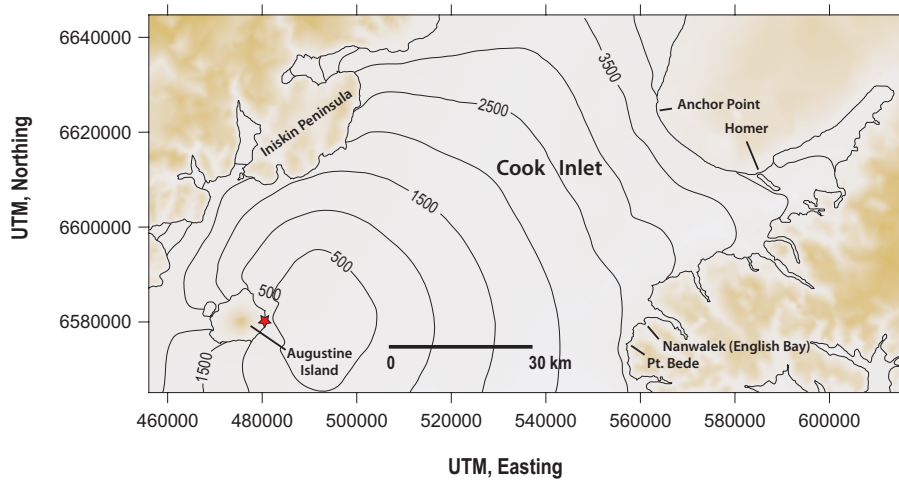 6640000
6620000
6600000
6580000
UTM, Northing
3500
Anchor Point
Homer
2500
Iniskin Peninsula
Cook Inlet
1500
500
500
Augustine
Island
0
30 km
Nanwalek (English Bay)
Pt. Bede
1500
460000 480000 500000 520000 540000 560000 580000 600000
UTM, Easting